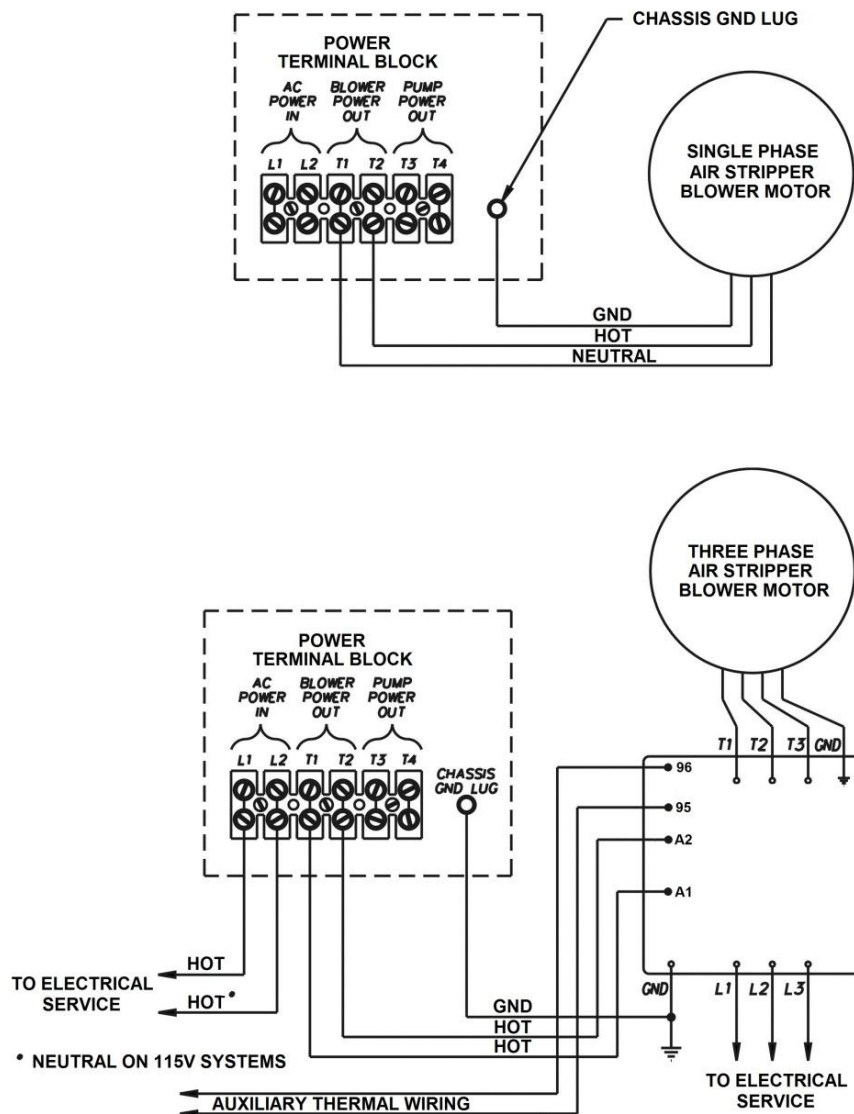 CHASSIS GND LUG
POWER
TERMINAL BLOCK
AC
POWER
IN
BLOWER
POWER
OUT
PUMP
POWER
OUT
L1 L2 T1 T2 T3 T4
SINGLE PHASE
AIR STRIPPER
BLOWER MOTOR
GND
HOT
NEUTRAL
THREE PHASE
AIR STRIPPER
BLOWER MOTOR
POWER
TERMINAL BLOCK
AC
POWER
IN
BLOWER
POWER
OUT
PUMP
POWER
OUT
L1 L2 T1 T2 T3 T4
CHASSIS
GND LUG
T1 T2 T3 GND
96
95
A2
A1
GND L1 L2 L3
HOT
TO ELECTRICAL
SERVICE
HOT*
GND
HOT
HOT
* NEUTRAL ON 115V SYSTEMS
TO ELECTRICAL
SERVICE
AUXILIARY THERMAL WIRING